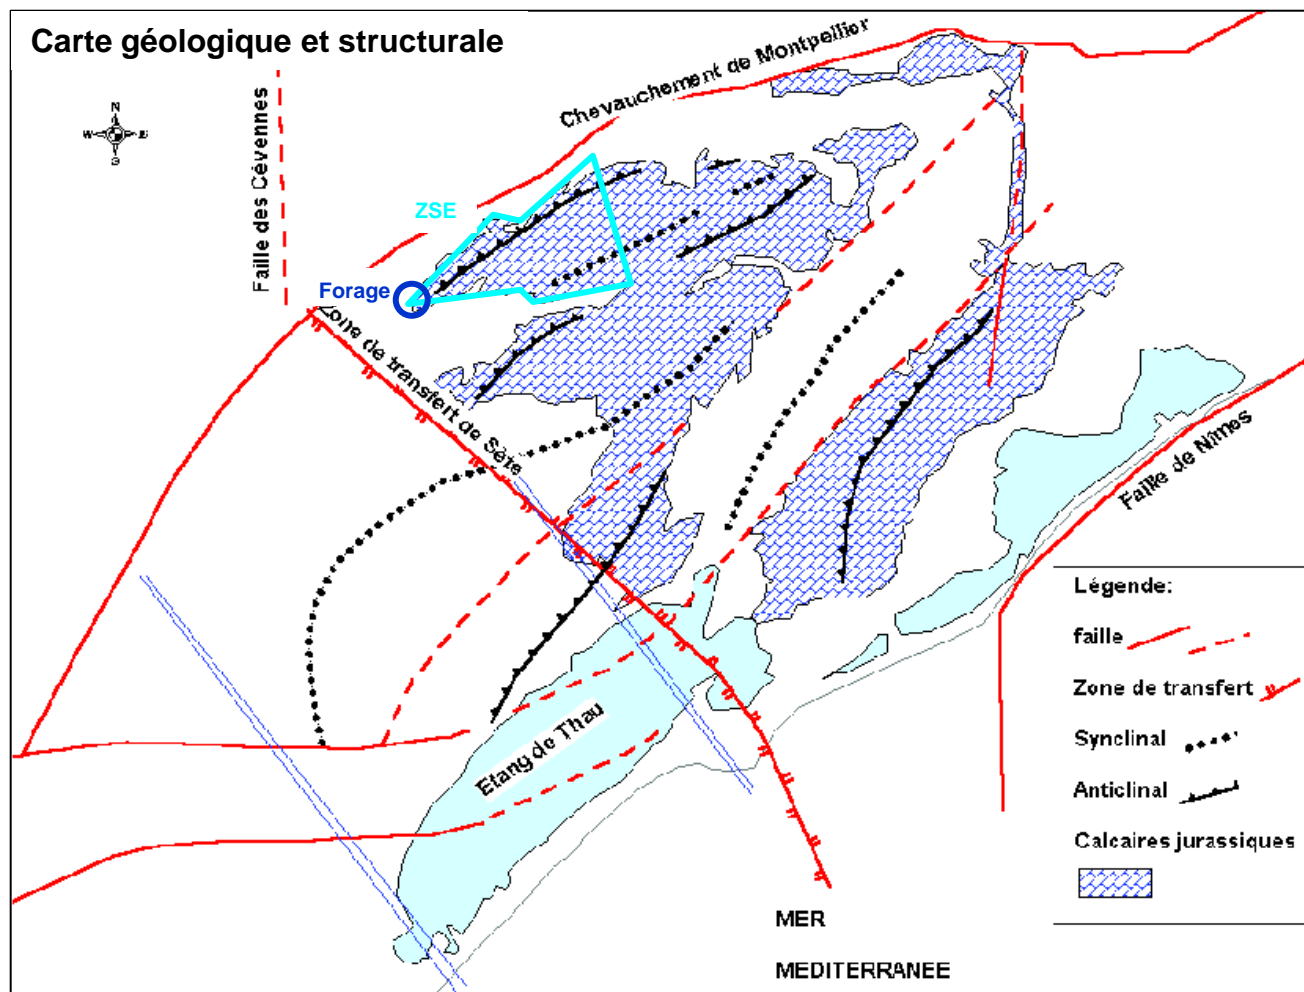 Carte géologique et structurale
N
W E
S
Faille des Cévennes
Chevauchement de Montpellier
ZSE
Forage
Zone de transfert de Sète
Faille de Nîmes
Etang de Thau
Légende:
faille
Zone de transfert
Synclinal
Anticlinal
Calcaires jurassiques
MER
MEDITERRANEE